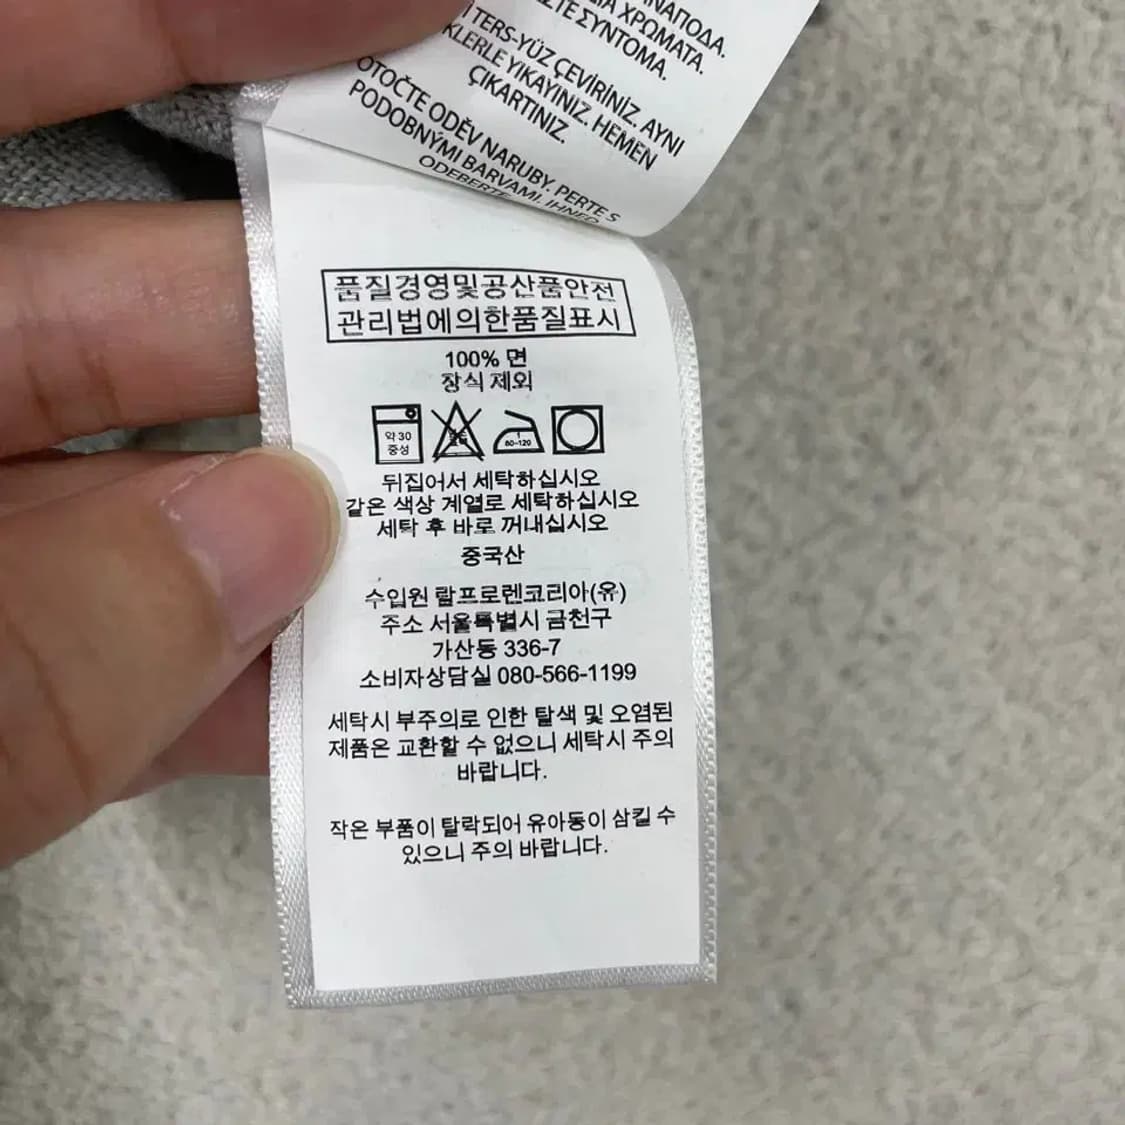 ΑΝΑΠΟΔΑ.
ΧΡΩΜΑΤΑ.
ΣΥΝΤΟΜΑ.
TERS-YÜZ ÇEVİRİNİZ. AYNI
YIKAYINIZ. HEMEN
ÇIKARTINIZ.
OTOČTE ODĚV NARUBY. PERTE S
PODOBNÝMI BARVAMI. IHNED
ODEBERTE
품질경영및공산품안전
관리법에의한품질표시
100% 면
장식 제외
약 30
중성
80~120
뒤집어서 세탁하십시오
같은 색상 계열로 세탁하십시오
세탁 후 바로 꺼내십시오
중국산
수입원 랄프로렌코리아(유)
주소 서울특별시 금천구
가산동 336-7
소비자상담실 080-566-1199
세탁시 부주의로 인한 탈색 및 오염된
제품은 교환할 수 없으니 세탁시 주의
바랍니다.
작은 부품이 탈락되어 유아동이 삼킬 수
있으니 주의 바랍니다.